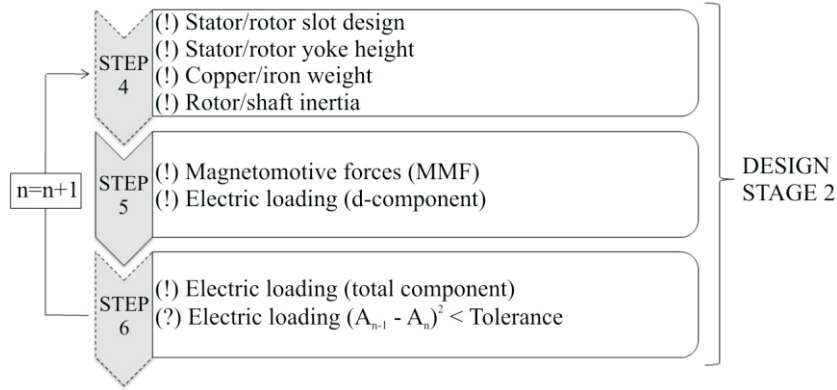 STEP
4
(!) Stator/rotor slot design
(!) Stator/rotor yoke height
(!) Copper/iron weight
(!) Rotor/shaft inertia
STEP
5
(!) Magnetomotive forces (MMF)
(!) Electric loading (d-component)
STEP
6
(!) Electric loading (total component)
(?) Electric loading (Aₙ₋₁ - Aₙ)² < Tolerance
n=n+1
DESIGN
STAGE 2